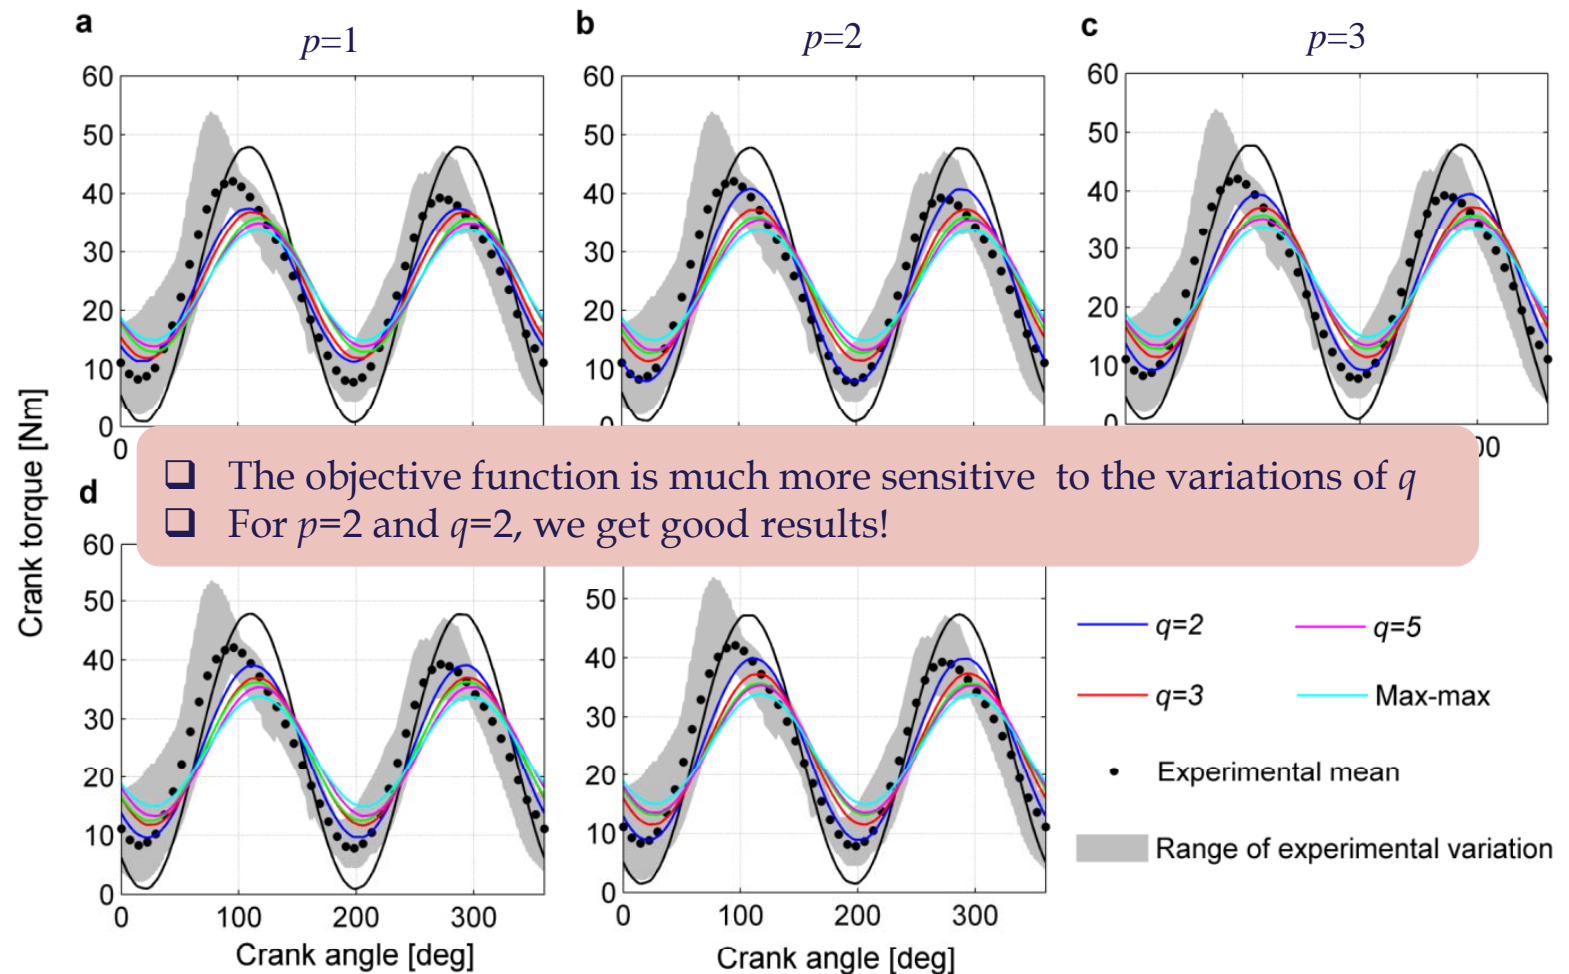 a
p=1
b
p=2
c
p=3
60
50
40
30
20
10
0
0
60
50
40
30
20
10
0
60
50
40
30
20
10
0
00
Crank torque [Nm]
❑ The objective function is much more sensitive to the variations of q
❑ For p=2 and q=2, we get good results!
d
60
50
40
30
20
10
0
0 100 200 300
Crank angle [deg]
50
40
30
20
10
0
0 100 200 300
Crank angle [deg]
q=2
q=5
q=3
Max-max
Experimental mean
Range of experimental variation